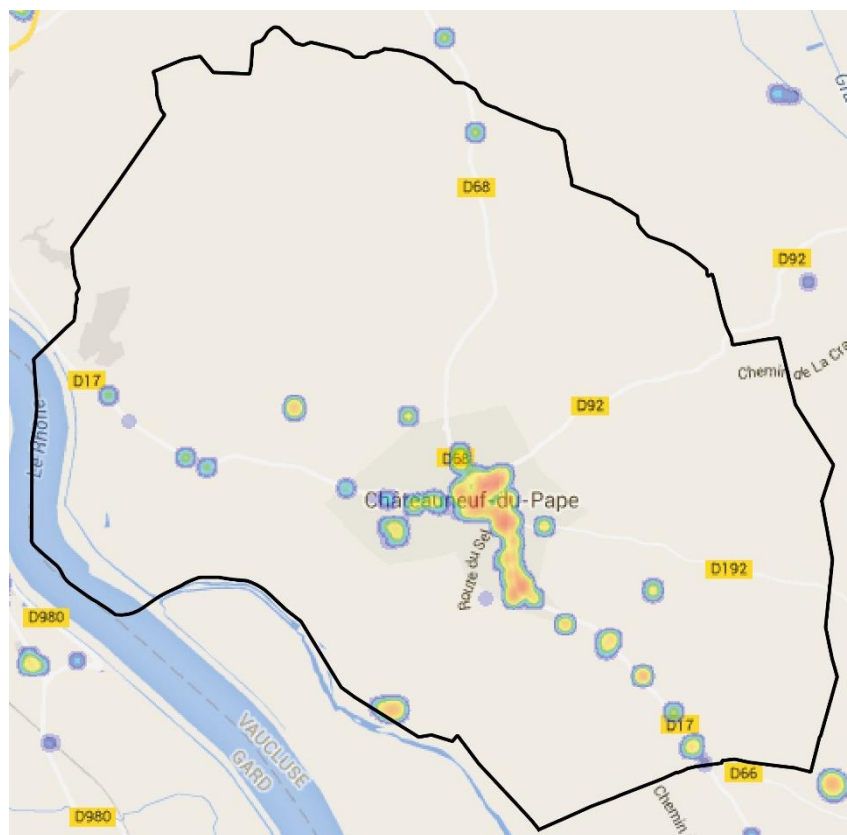 D68
D92
Chemin de La Cra
D17
D92
Le Rhône
D68
Châteauneuf-du-Pape
Route du Sel
D192
D980
D17
VAUCLUSE
GARD
D66
D980
Chemin